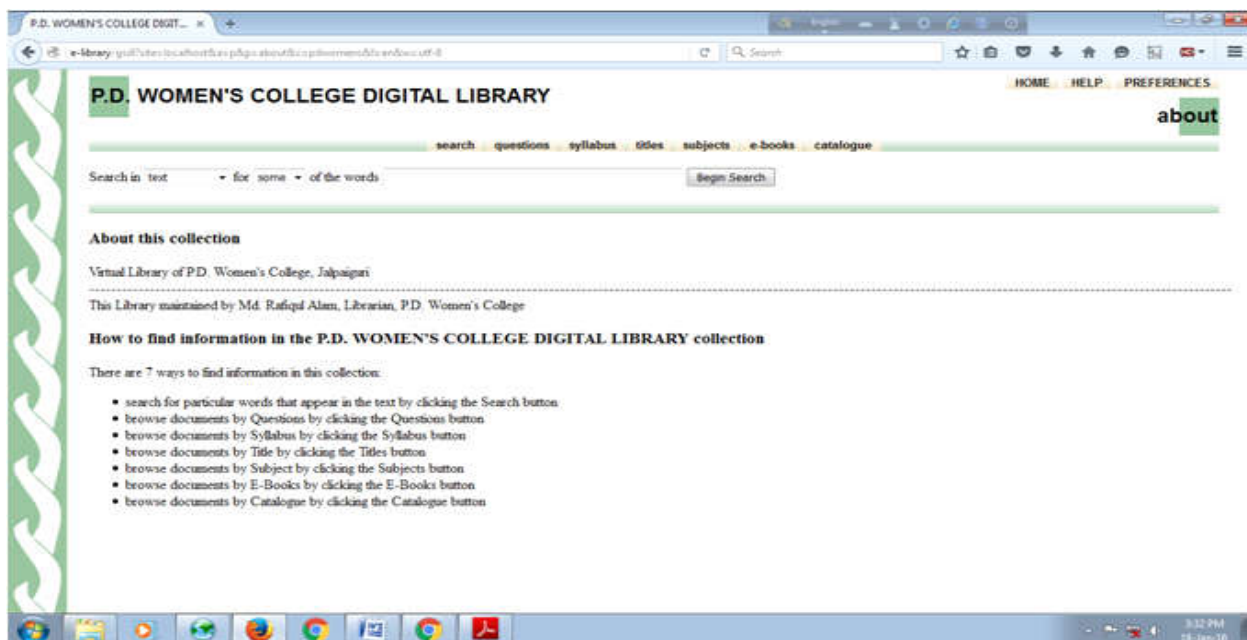 P.D. WOMEN'S COLLEGE DIGIT...
e-library
Search
HOME HELP PREFERENCES
P.D. WOMEN'S COLLEGE DIGITAL LIBRARY
about
search questions syllabus titles subjects e-books catalogue
Search in text for some of the words Begin Search
About this collection
Virtual Library of P.D. Women's College, Jalpaiguri
This Library maintained by Md. Rafiqul Alam, Librarian, P.D. Women's College
How to find information in the P.D. WOMEN'S COLLEGE DIGITAL LIBRARY collection
There are 7 ways to find information in this collection:
• search for particular words that appear in the text by clicking the Search button
• browse documents by Questions by clicking the Questions button
• browse documents by Syllabus by clicking the Syllabus button
• browse documents by Title by clicking the Titles button
• browse documents by Subject by clicking the Subjects button
• browse documents by E-Books by clicking the E-Books button
• browse documents by Catalogue by clicking the Catalogue button
3:32 PM